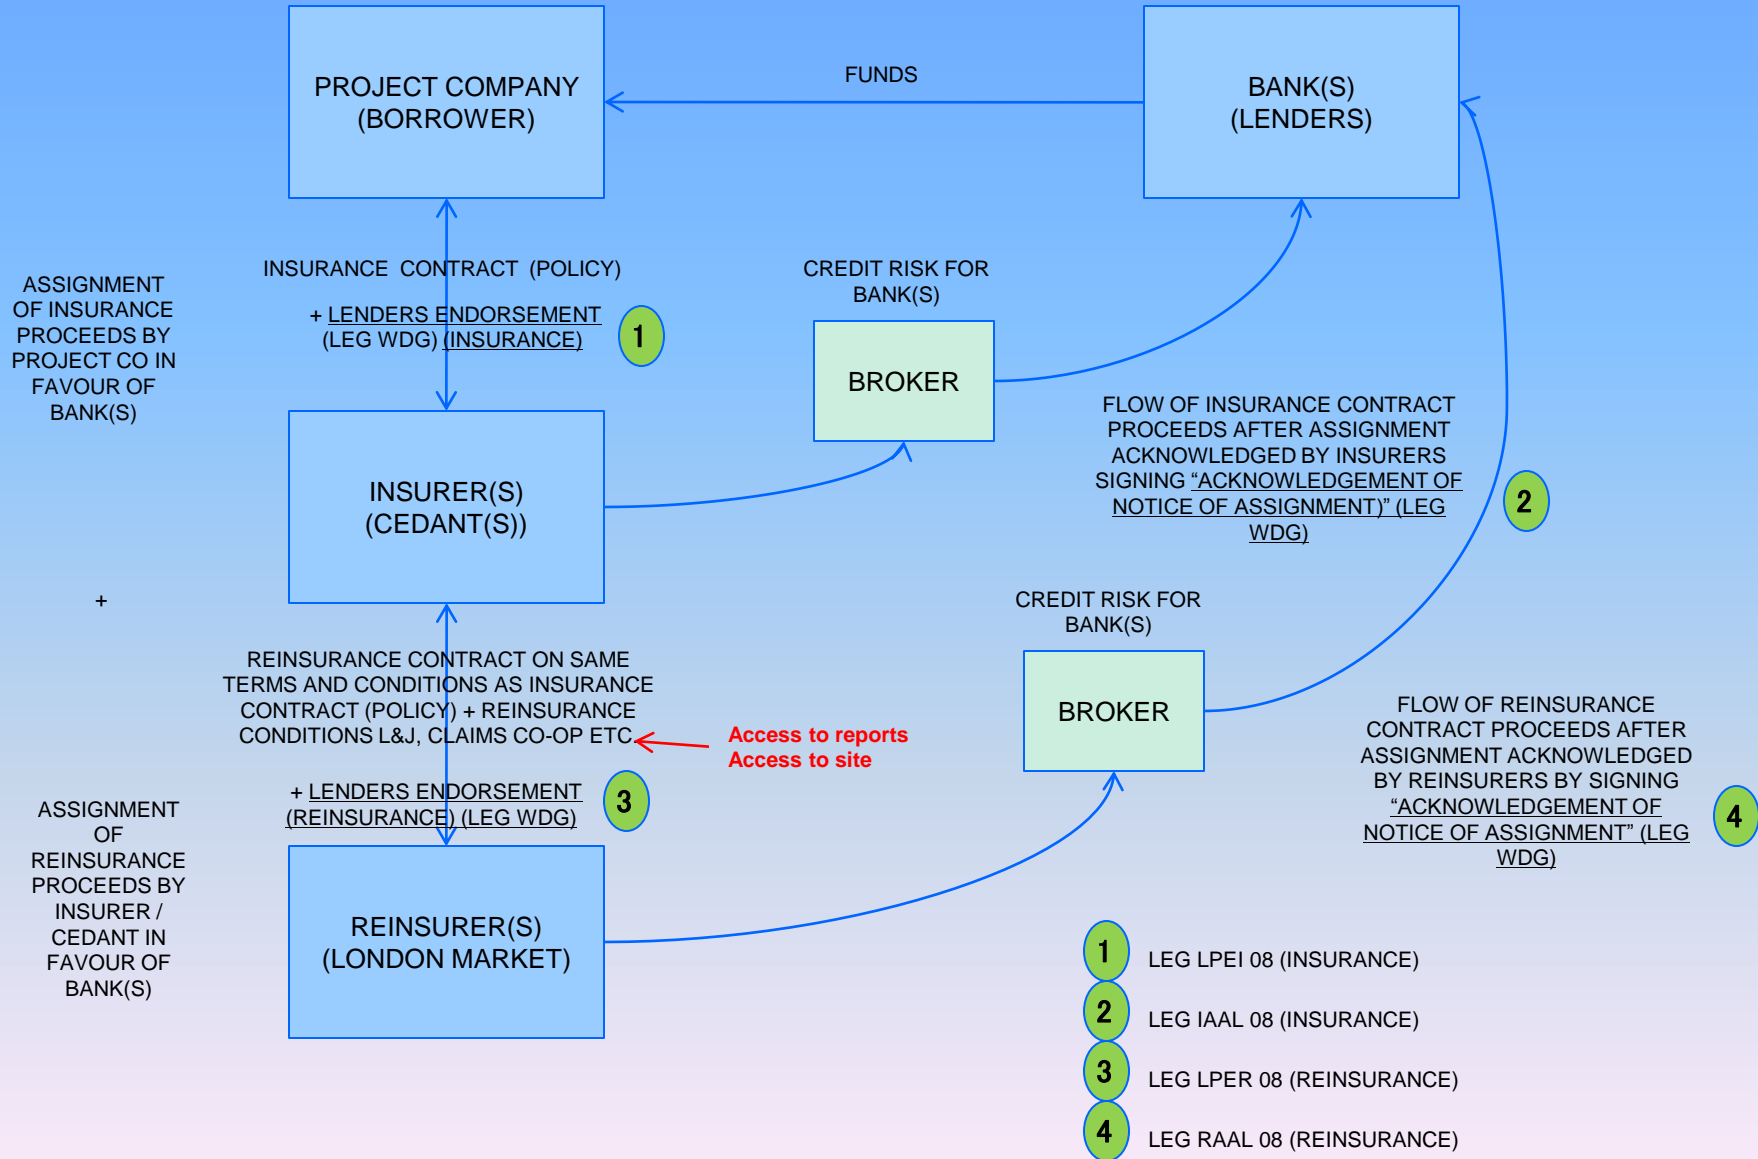 PROJECT COMPANY
(BORROWER)
FUNDS
BANK(S)
(LENDERS)
ASSIGNMENT
OF INSURANCE
PROCEEDS BY
PROJECT CO IN
FAVOUR OF
BANK(S)
INSURANCE CONTRACT (POLICY)
+ LENDERS ENDORSEMENT
(LEG WDG) (INSURANCE)
1
CREDIT RISK FOR
BANK(S)
BROKER
INSURER(S)
(CEDANT(S))
FLOW OF INSURANCE CONTRACT
PROCEEDS AFTER ASSIGNMENT
ACKNOWLEDGED BY INSURERS
SIGNING “ACKNOWLEDGEMENT OF
NOTICE OF ASSIGNMENT)” (LEG
WDG)
2
+
CREDIT RISK FOR
BANK(S)
BROKER
REINSURANCE CONTRACT ON SAME
TERMS AND CONDITIONS AS INSURANCE
CONTRACT (POLICY) + REINSURANCE
CONDITIONS L&J, CLAIMS CO-OP ETC.
Access to reports
Access to site
+ LENDERS ENDORSEMENT
(REINSURANCE) (LEG WDG)
3
FLOW OF REINSURANCE
CONTRACT PROCEEDS AFTER
ASSIGNMENT ACKNOWLEDGED
BY REINSURERS BY SIGNING
“ACKNOWLEDGEMENT OF
NOTICE OF ASSIGNMENT” (LEG
WDG)
4
ASSIGNMENT
OF
REINSURANCE
PROCEEDS BY
INSURER /
CEDANT IN
FAVOUR OF
BANK(S)
REINSURER(S)
(LONDON MARKET)
1 LEG LPEI 08 (INSURANCE)
2 LEG IAAL 08 (INSURANCE)
3 LEG LPER 08 (REINSURANCE)
4 LEG RAAL 08 (REINSURANCE)